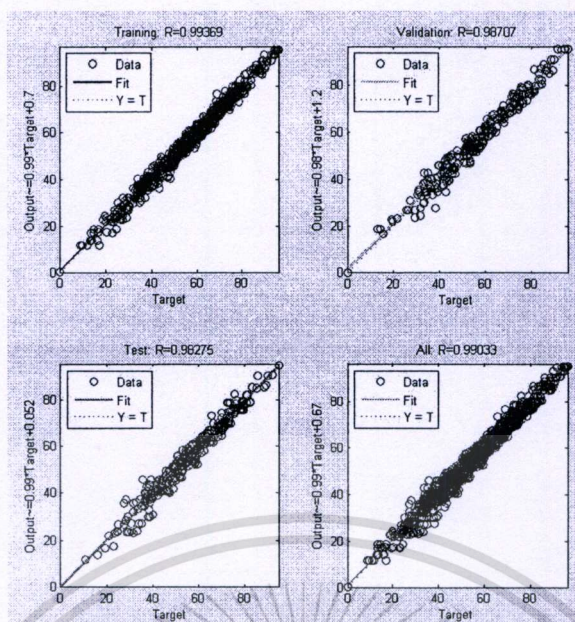 Training: R=0.99369
Data
Fit
Y = T
Output~=0.99*Target+0.7
80
60
40
20
0
0 20 40 60 80
Target
Validation: R=0.98707
Data
Fit
Y = T
Output~=0.98*Target+1.2
80
60
40
20
0
0 20 40 60 80
Target
Test: R=0.98275
Data
Fit
Y = T
Output~=0.99*Target+0.052
80
60
40
20
0
0 20 40 60 80
Target
All: R=0.99033
Data
Fit
Y = T
Output~=0.99*Target+0.67
80
60
40
20
0
0 20 40 60 80
Target